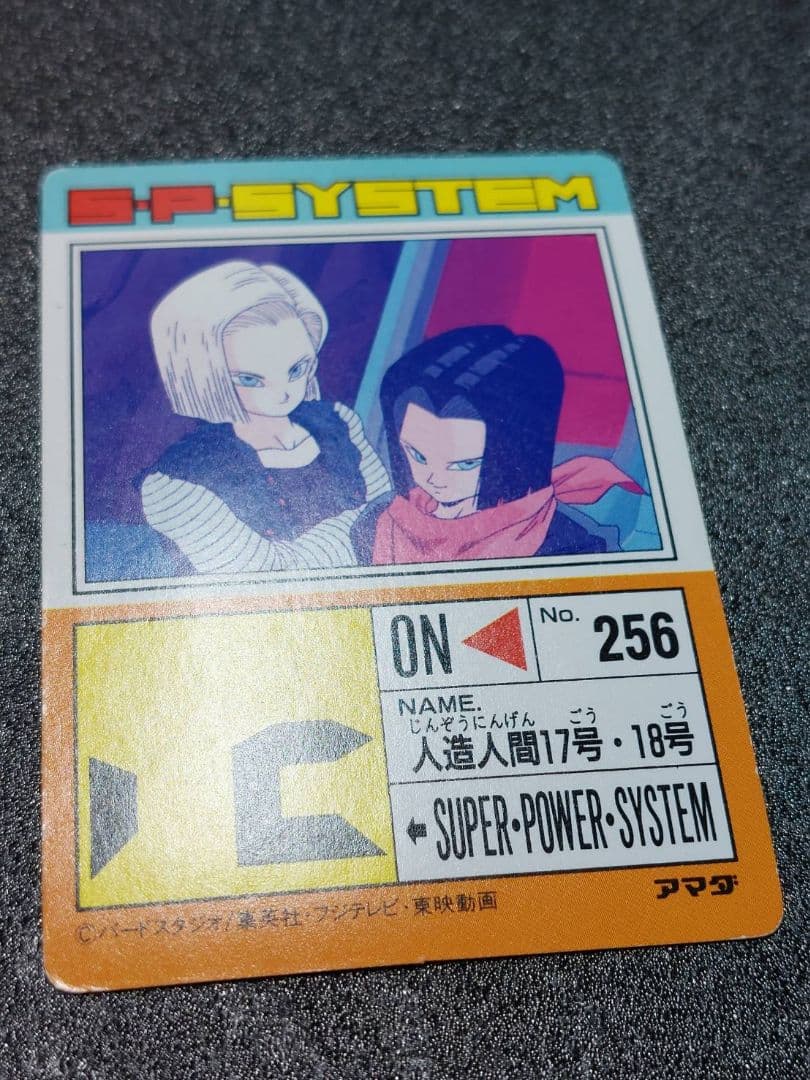 S·P·SYSTEM
ON
No. 256
NAME.
じんぞうにんげん ごう ごう
人造人間17号・18号
SUPER・POWER・SYSTEM
アマダ
©バードスタジオ/集英社・フジテレビ・東映動画